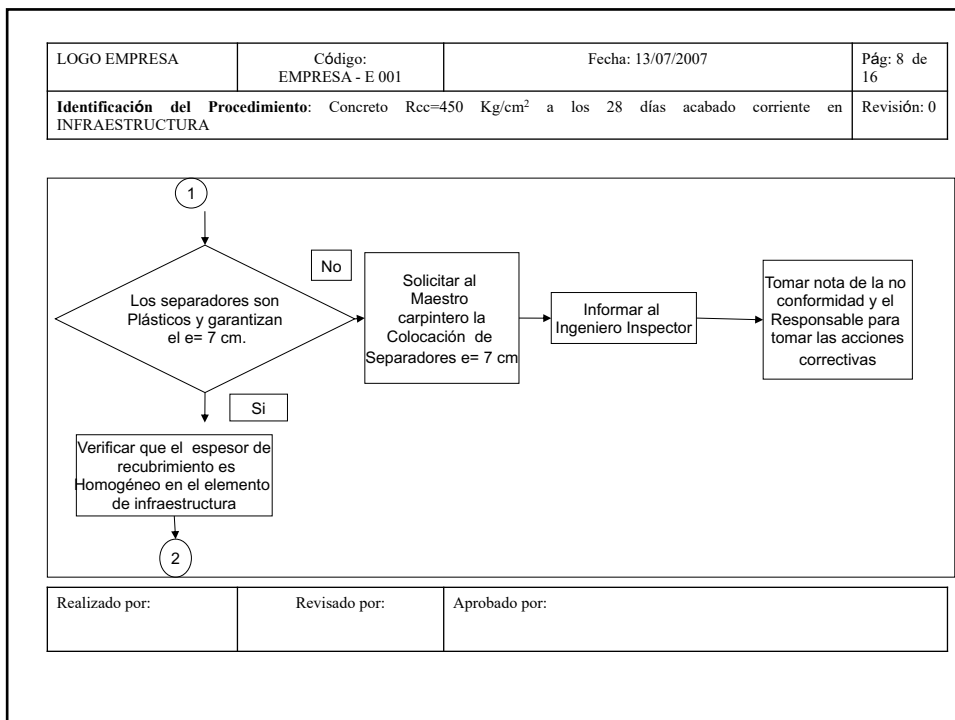 LOGO EMPRESA
Código:
EMPRESA - E 001
Fecha: 13/07/2007
Pág: 8 de
16
Identificación del Procedimiento: Concreto Rcc=450 Kg/cm² a los 28 días acabado corriente en
INFRAESTRUCTURA
Revisión: 0
1
Los separadores son
Plásticos y garantizan
el e= 7 cm.
No
Solicitar al
Maestro
carpintero la
Colocación de
Separadores e= 7 cm
Informar al
Ingeniero Inspector
Tomar nota de la no
conformidad y el
Responsable para
tomar las acciones
correctivas
Si
Verificar que el espesor de
recubrimiento es
Homogéneo en el elemento
de infraestructura
2
Realizado por:
Revisado por:
Aprobado por: